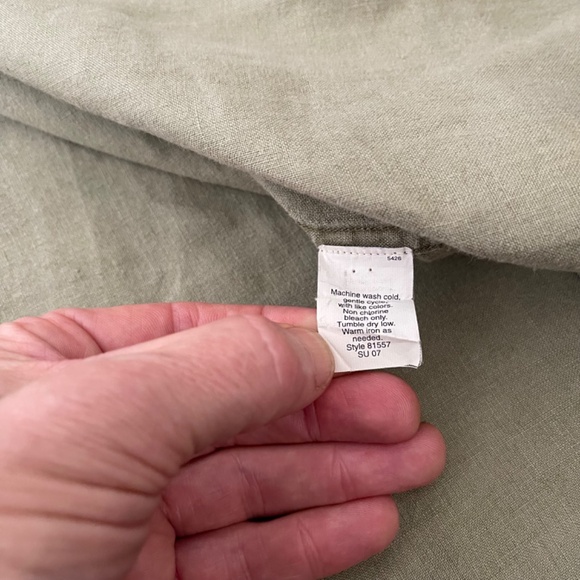 5426
Machine wash cold,
gentle cycle,
with like colors.
Non chlorine
bleach only.
Tumble dry low.
Warm iron as
needed.
Style 81557
SU 07